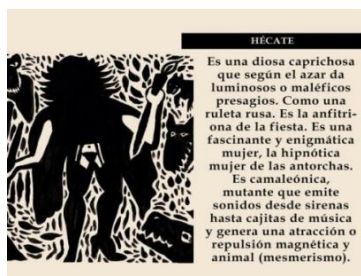 HÉCATE
Es una diosa caprichosa
que según el azar da
luminosos o maléficos
presagios. Como una
ruleta rusa. Es la anfitri-
ona de la fiesta. Es una
fascinante y enigmática
mujer, la hipnótica
mujer de las antorchas.
Es camaleónica,
mutante que emite
sonidos desde sirenas
hasta cajitas de música
y genera una atracción o
repulsión magnética y
animal (mesmerismo).